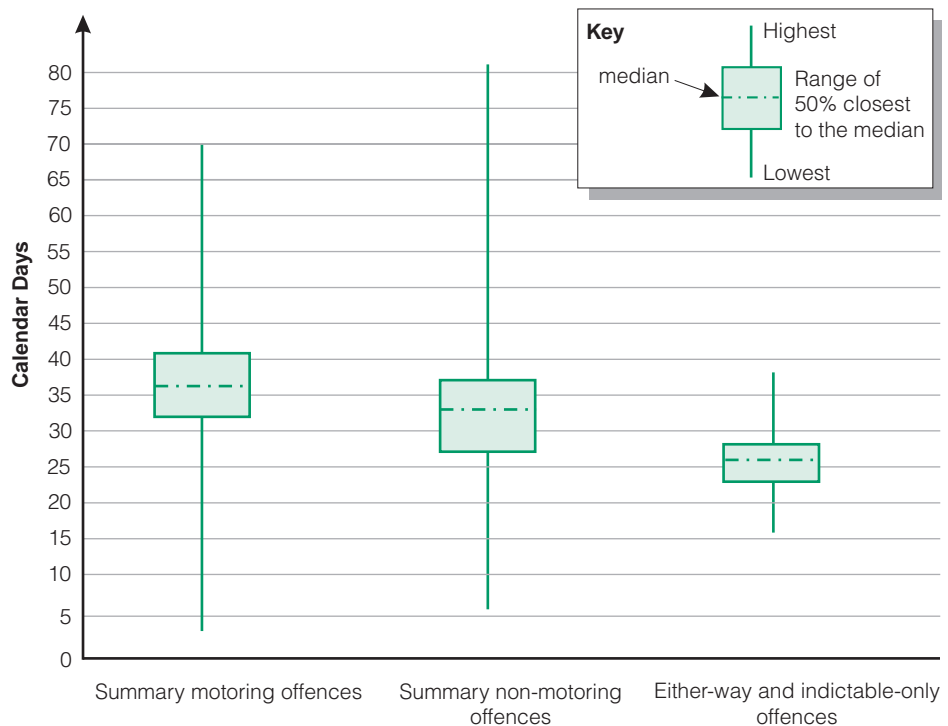 Key
Highest
median
Range of
50% closest
to the median
Lowest
Calendar Days
80
75
70
65
60
55
50
45
40
35
30
25
20
15
10
5
0
Summary motoring offences
Summary non-motoring
offences
Either-way and indictable-only
offences